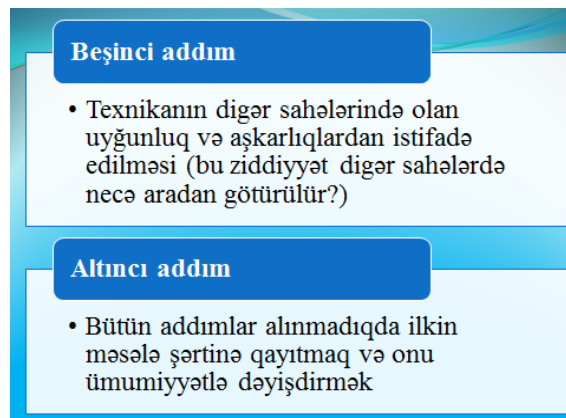 Beşinci addım
• Texnikanın digər sahələrində olan
uyğunluq və aşkarlıqlardan istifadə
edilməsi (bu ziddiyyət digər sahələrdə
necə aradan götürülür?)
Altıncı addım
• Bütün addımlar alınmadıqda ilkin
məsələ şərtinə qayıtmaq və onu
ümumiyyətlə dəyişdirmək